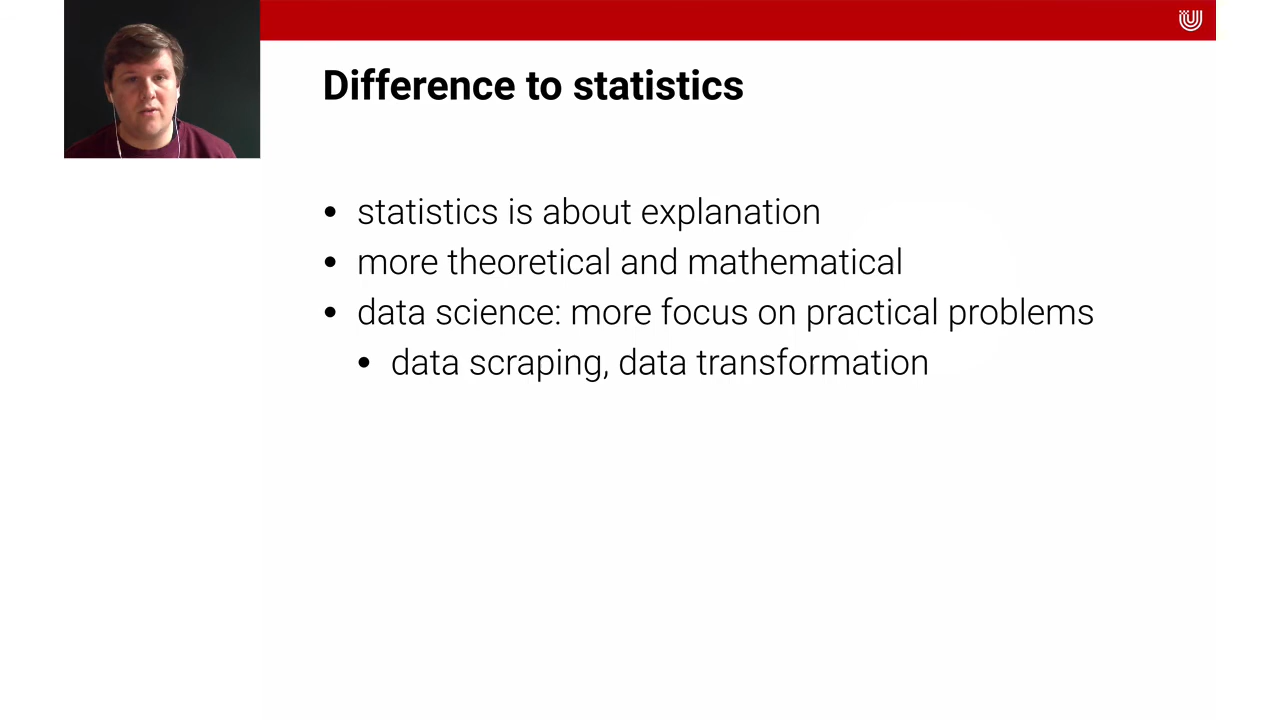 Difference to statistics
• statistics is about explanation
• more theoretical and mathematical
• data science: more focus on practical problems
• data scraping, data transformation